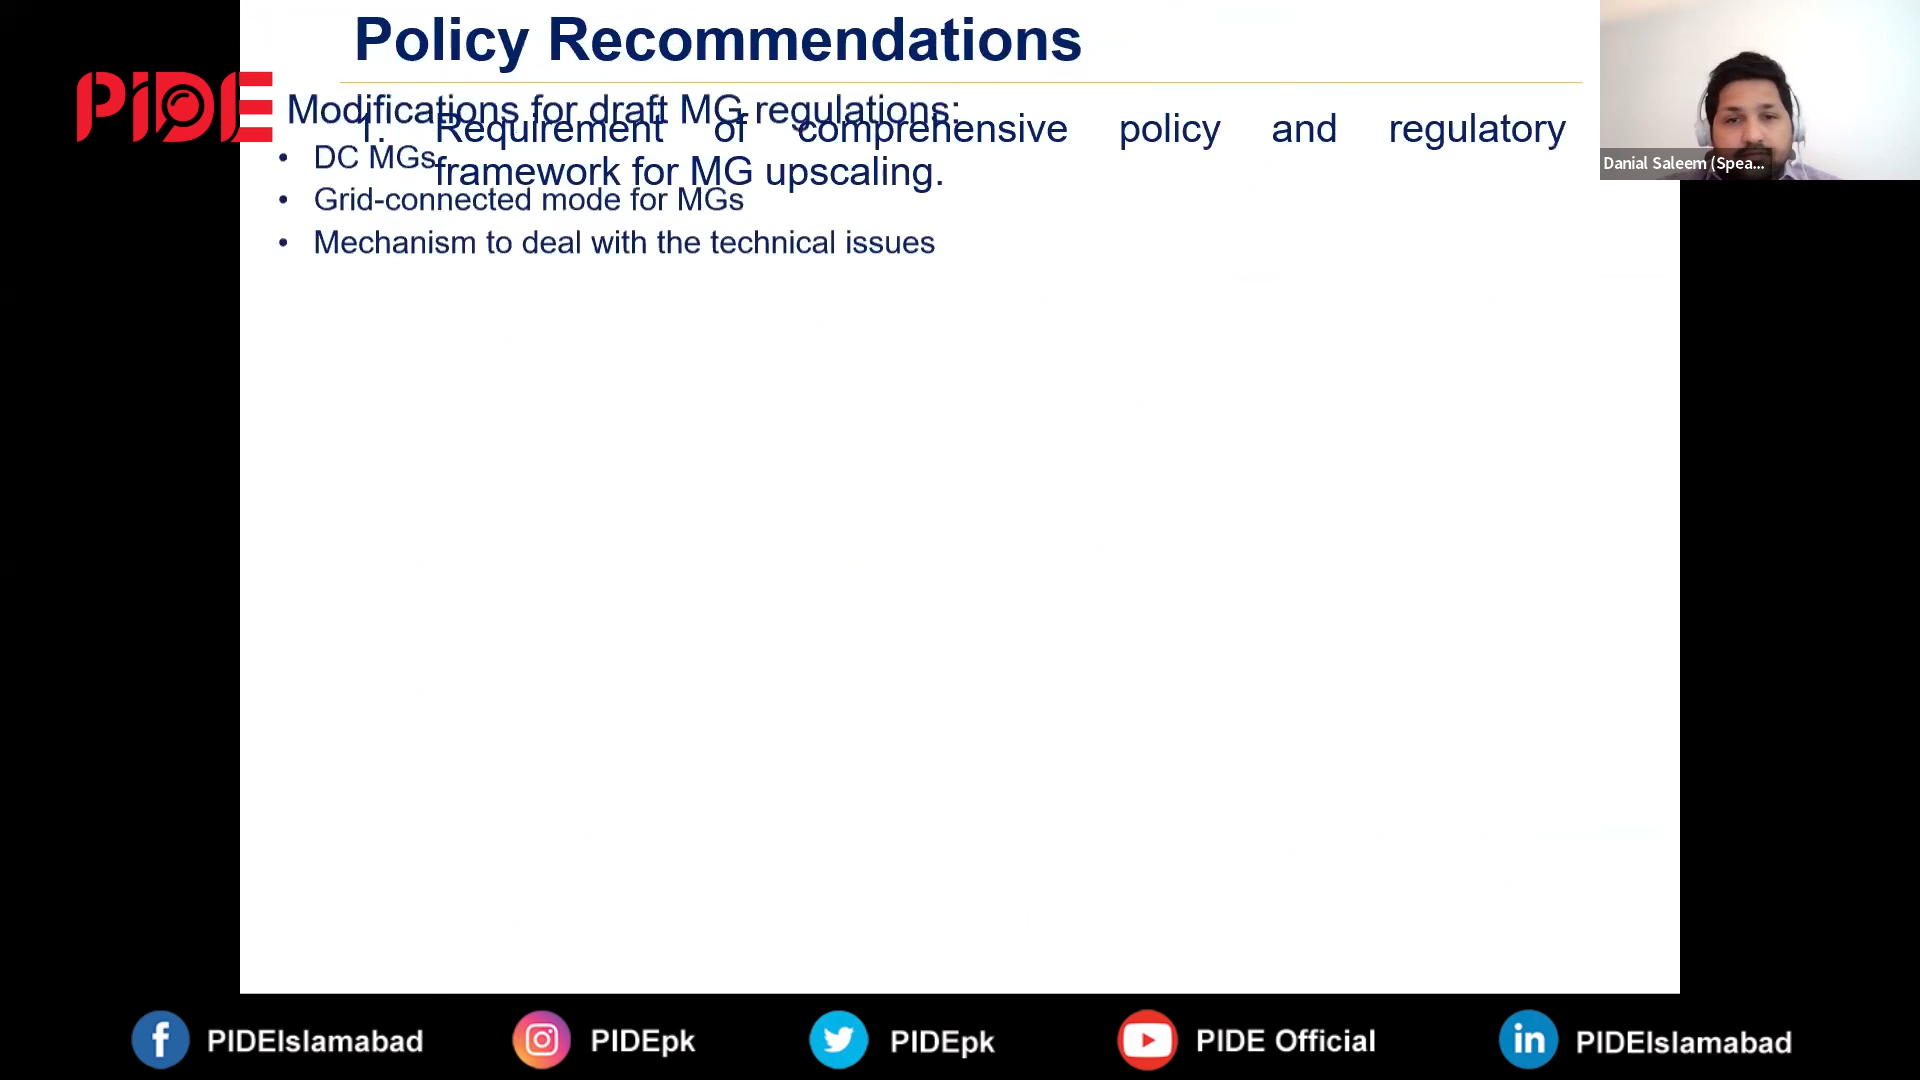 Policy Recommendations
PIDE
Modifications for draft MG regulations:
1. Requirement of comprehensive policy and regulatory
framework for MG upscaling.
• DC MGs
• Grid-connected mode for MGs
• Mechanism to deal with the technical issues
Danial Saleem (Spea...
PIDEIslamabad
PIDEpk
PIDEpk
PIDE Official
PIDEIslamabad